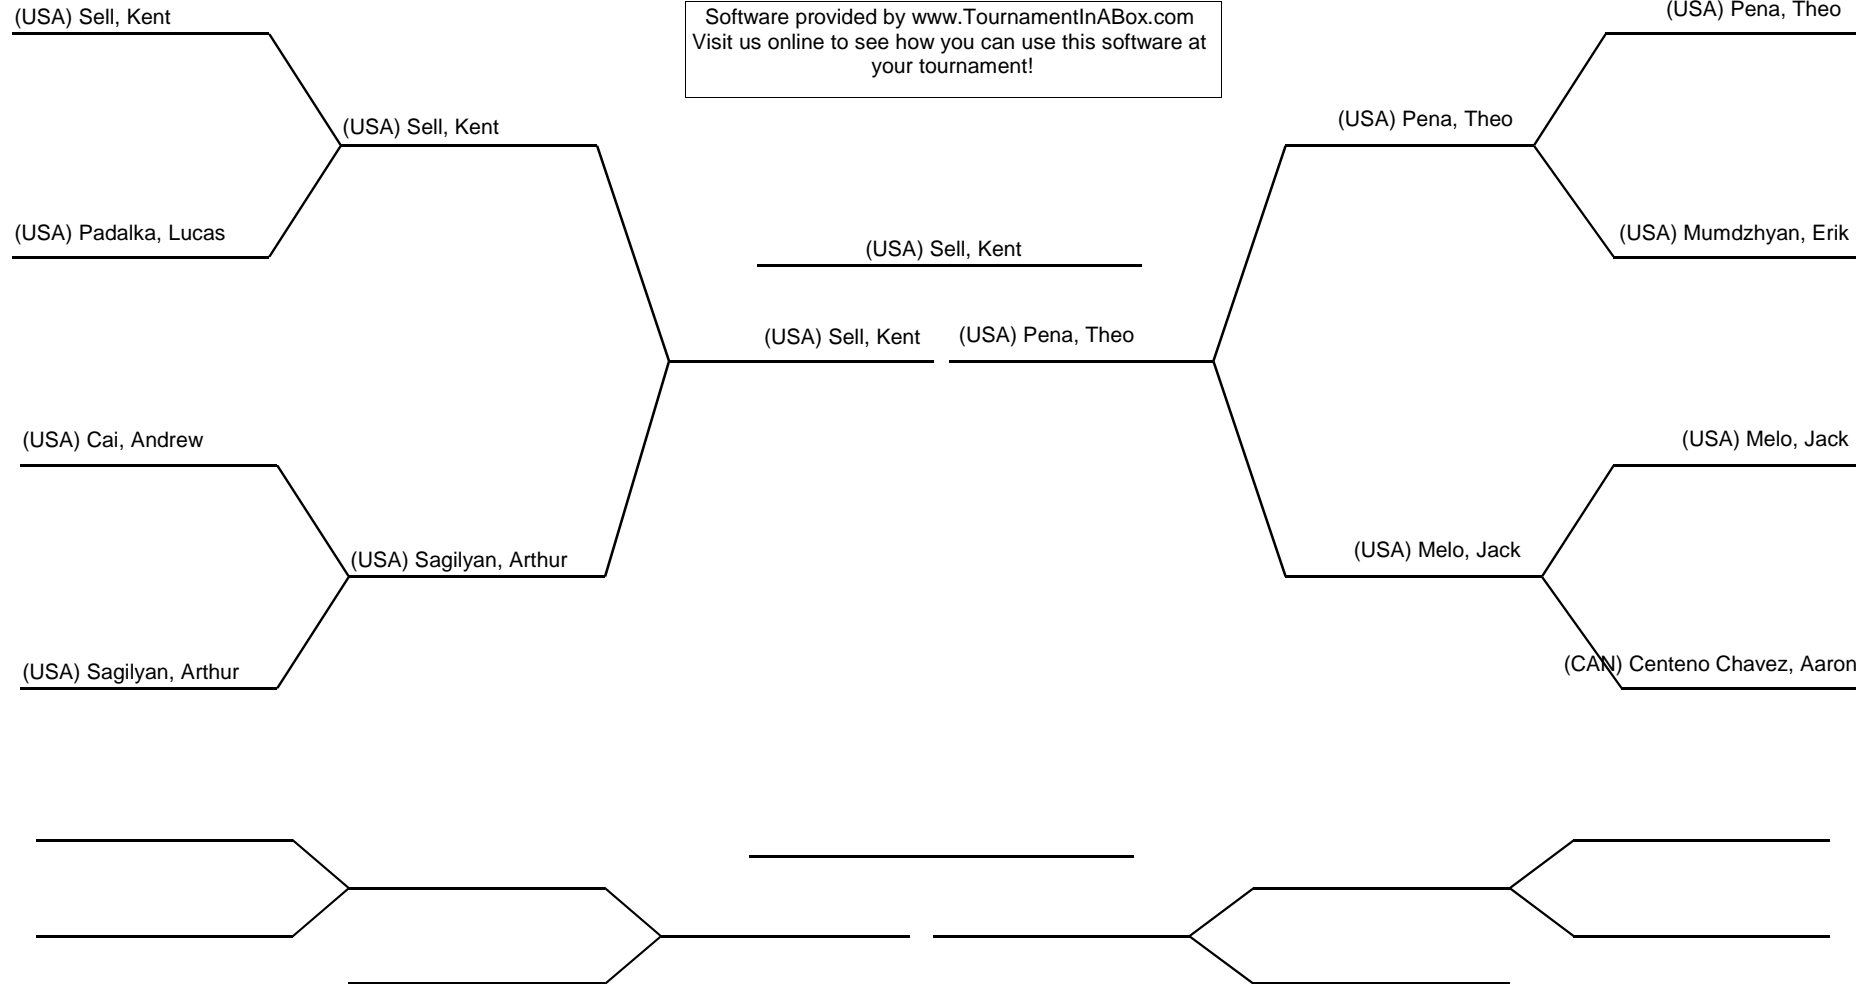 (USA) Sell, Kent
Software provided by www.TournamentInABox.com
Visit us online to see how you can use this software at
your tournament!
(USA) Pena, Theo
(USA) Sell, Kent
(USA) Pena, Theo
(USA) Padalka, Lucas
(USA) Sell, Kent
(USA) Mumdzhyan, Erik
(USA) Sell, Kent
(USA) Pena, Theo
(USA) Cai, Andrew
(USA) Melo, Jack
(USA) Sagilyan, Arthur
(USA) Melo, Jack
(USA) Sagilyan, Arthur
(CAN) Centeno Chavez, Aaron